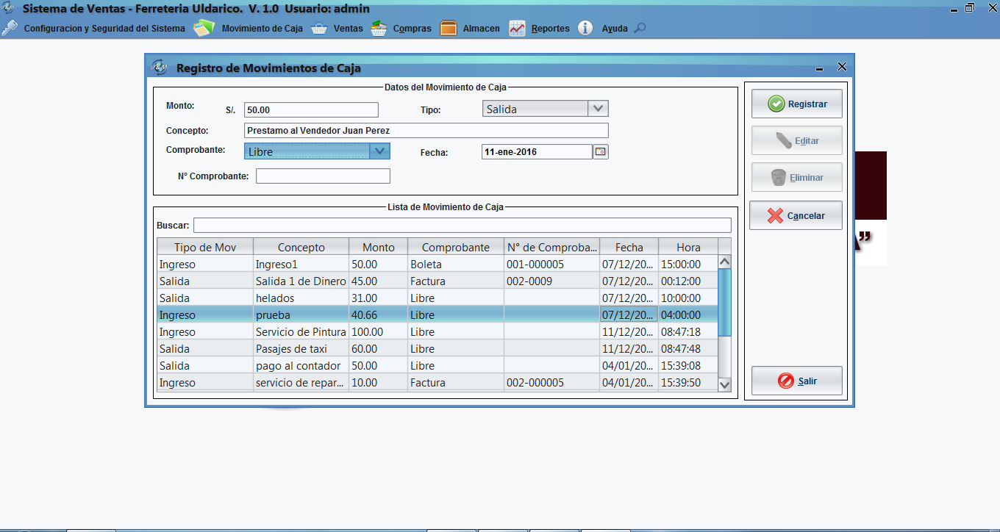 Sistema de Ventas - Ferreteria Uldarico. V. 1.0 Usuario: admin
Configuracion y Seguridad del Sistema Movimiento de Caja Ventas Compras Almacen Reportes Ayuda
Registro de Movimientos de Caja
Datos del Movimiento de Caja
Monto: S/. 50.00 Tipo: Salida
Concepto: Prestamo al Vendedor Juan Perez
Comprobante: Libre Fecha: 11-ene-2016
N° Comprobante:
Registrar
Editar
Eliminar
Cancelar
Salir
Lista de Movimiento de Caja
Buscar:
Tipo de Mov Concepto Monto Comprobante N° de Comproba... Fecha Hora
Ingreso Ingreso1 50.00 Boleta 001-000005 07/12/20... 15:00:00
Salida Salida 1 de Dinero 45.00 Factura 002-0009 07/12/20... 00:12:00
Salida helados 31.00 Libre 07/12/20... 10:00:00
Ingreso prueba 40.66 Libre 07/12/20... 04:00:00
Ingreso Servicio de Pintura 100.00 Libre 11/12/20... 08:47:18
Salida Pasajes de taxi 60.00 Libre 11/12/20... 08:47:48
Salida pago al contador 50.00 Libre 04/01/20... 15:39:08
Ingreso servicio de repar... 10.00 Factura 002-000005 04/01/20... 15:39:50